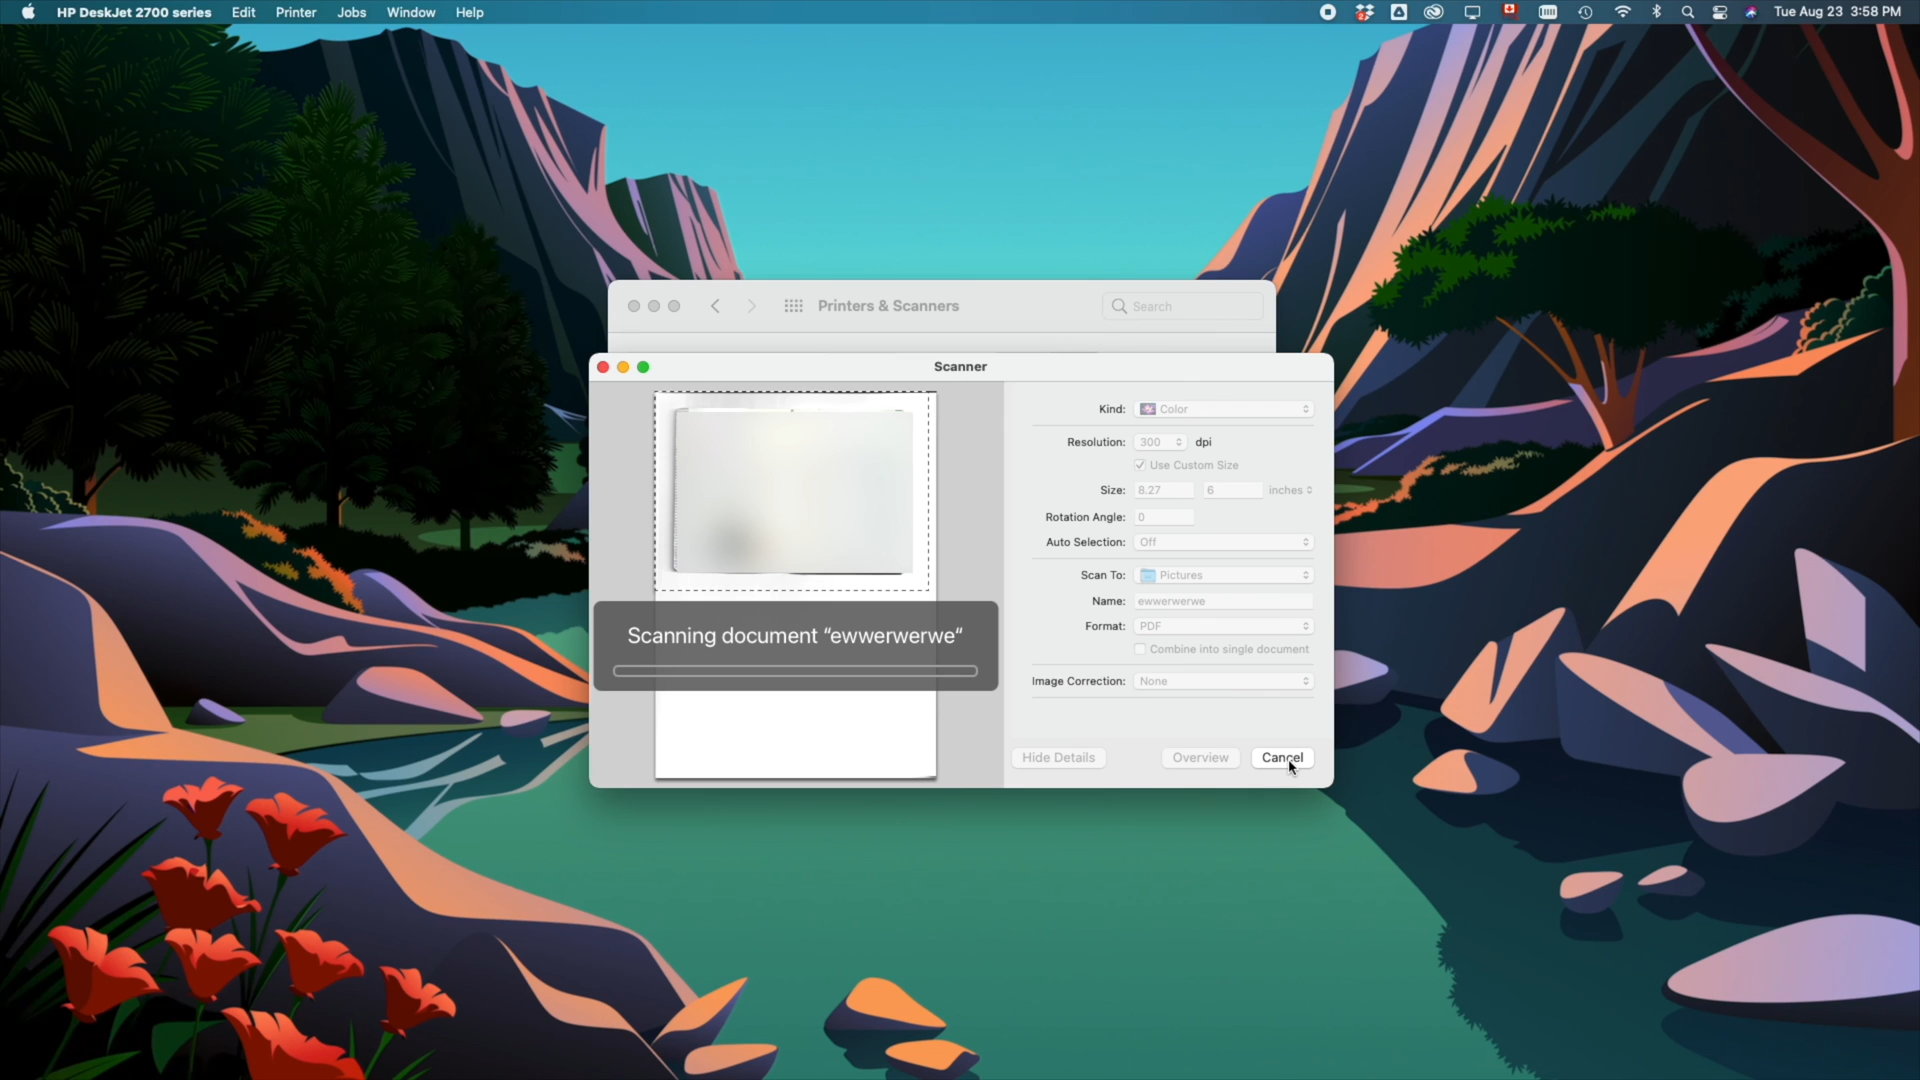 HP DeskJet 2700 series Edit Printer Jobs Window Help
Tue Aug 23 3:58 PM
Printers & Scanners
Search
Scanner
Kind: Color
Resolution: 300 dpi
Use Custom Size
Size: 8.27 6 inches
Rotation Angle: 0
Auto Selection: Off
Scan To: Pictures
Name: ewwerwerwe
Format: PDF
Combine into single document
Image Correction: None
Scanning document “ewwerwerwe“
Hide Details Overview Cancel